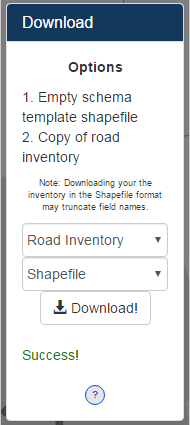 Download
Options
1. Empty schema
template shapefile
2. Copy of road
inventory
Note: Downloading your the
inventory in the Shapefile format
may truncate field names.
Road Inventory
Shapefile
Download!
Success!
?